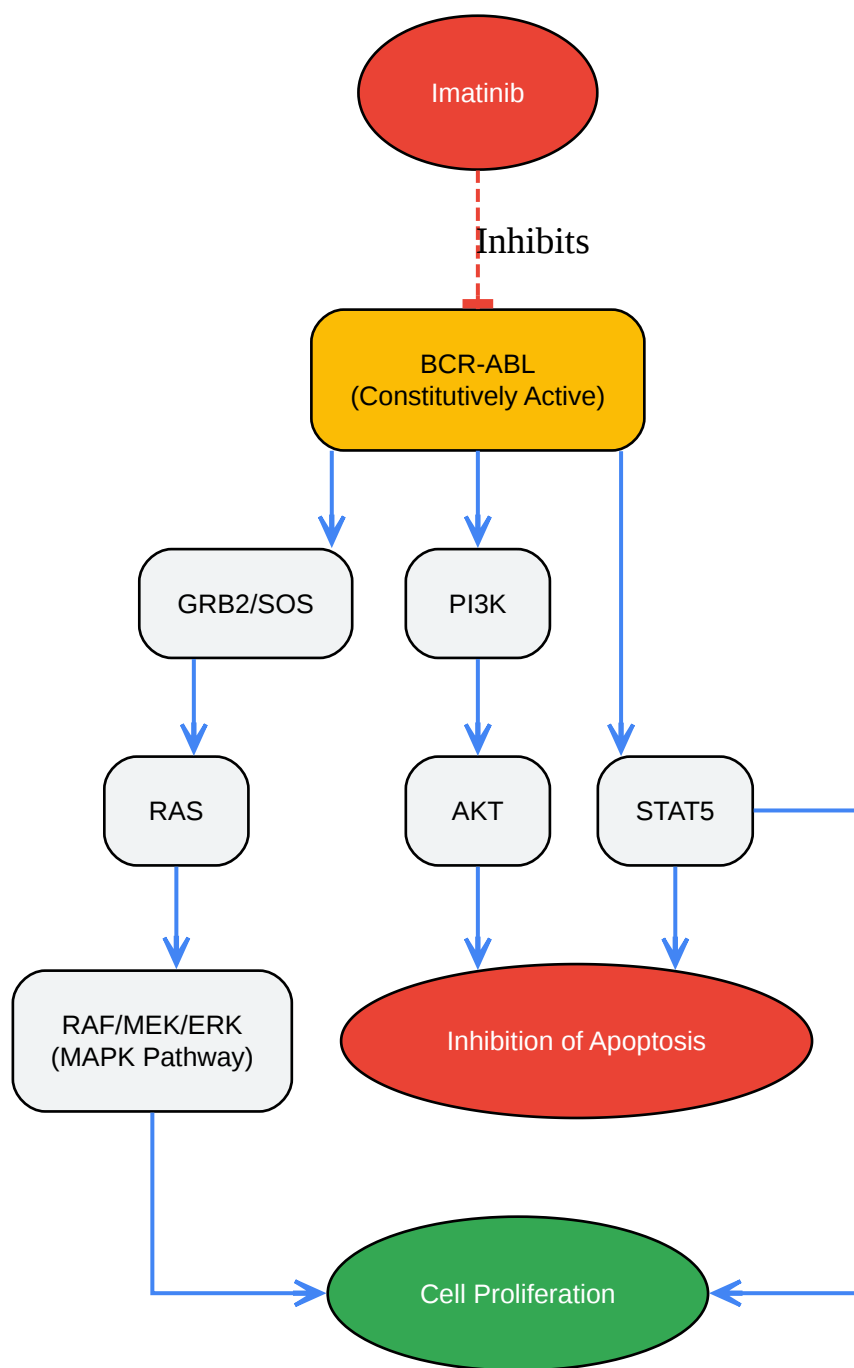 Imatinib
Inhibits
BCR-ABL
(Constitutively Active)
GRB2/SOS
PI3K
RAS
AKT
STAT5
RAF/MEK/ERK
(MAPK Pathway)
Inhibition of Apoptosis
Cell Proliferation